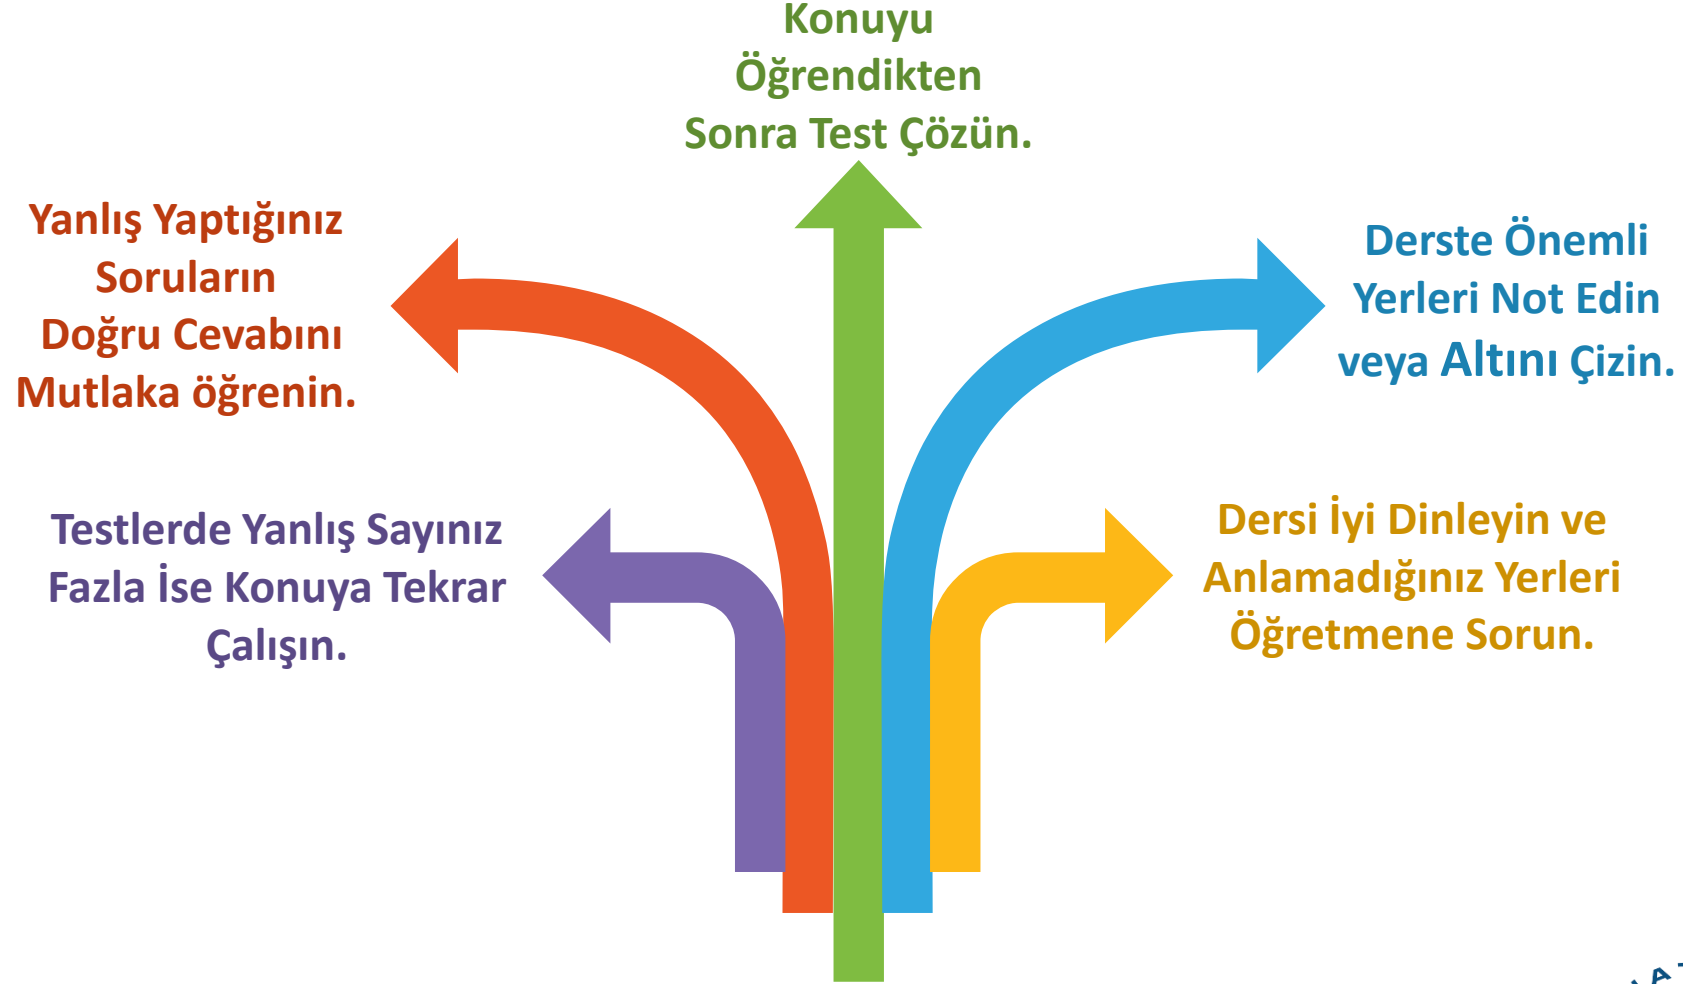 Konuyu
Öğrendikten
Sonra Test Çözün.
Yanlış Yaptığınız
Soruların
Doğru Cevabını
Mutlaka öğrenin.
Derste Önemli
Yerleri Not Edin
veya Altını Çizin.
Testlerde Yanlış Sayınız
Fazla İse Konuya Tekrar
Çalışın.
Dersi İyi Dinleyin ve
Anlamadığınız Yerleri
Öğretmene Sorun.